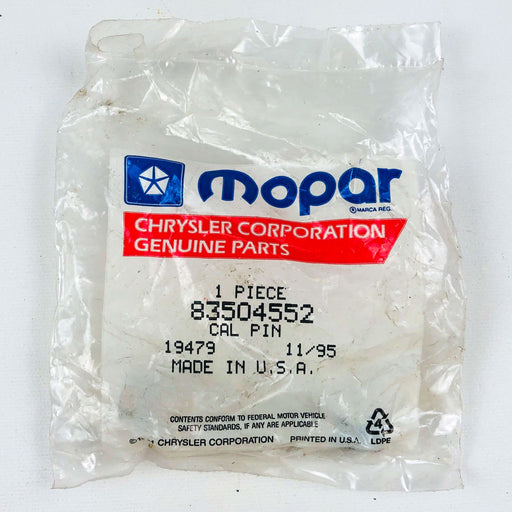 mopar
® MARCA REG.
CHRYSLER CORPORATION
GENUINE PARTS
1 PIECE
83504552
CAL PIN
19479 11/95
MADE IN U.S.A.
CONTENTS CONFORM TO FEDERAL MOTOR VEHICLE
SAFETY STANDARDS, IF ANY ARE APPLICABLE
© CHRYSLER CORPORATION PRINTED IN U.S.A.
4
LDPE